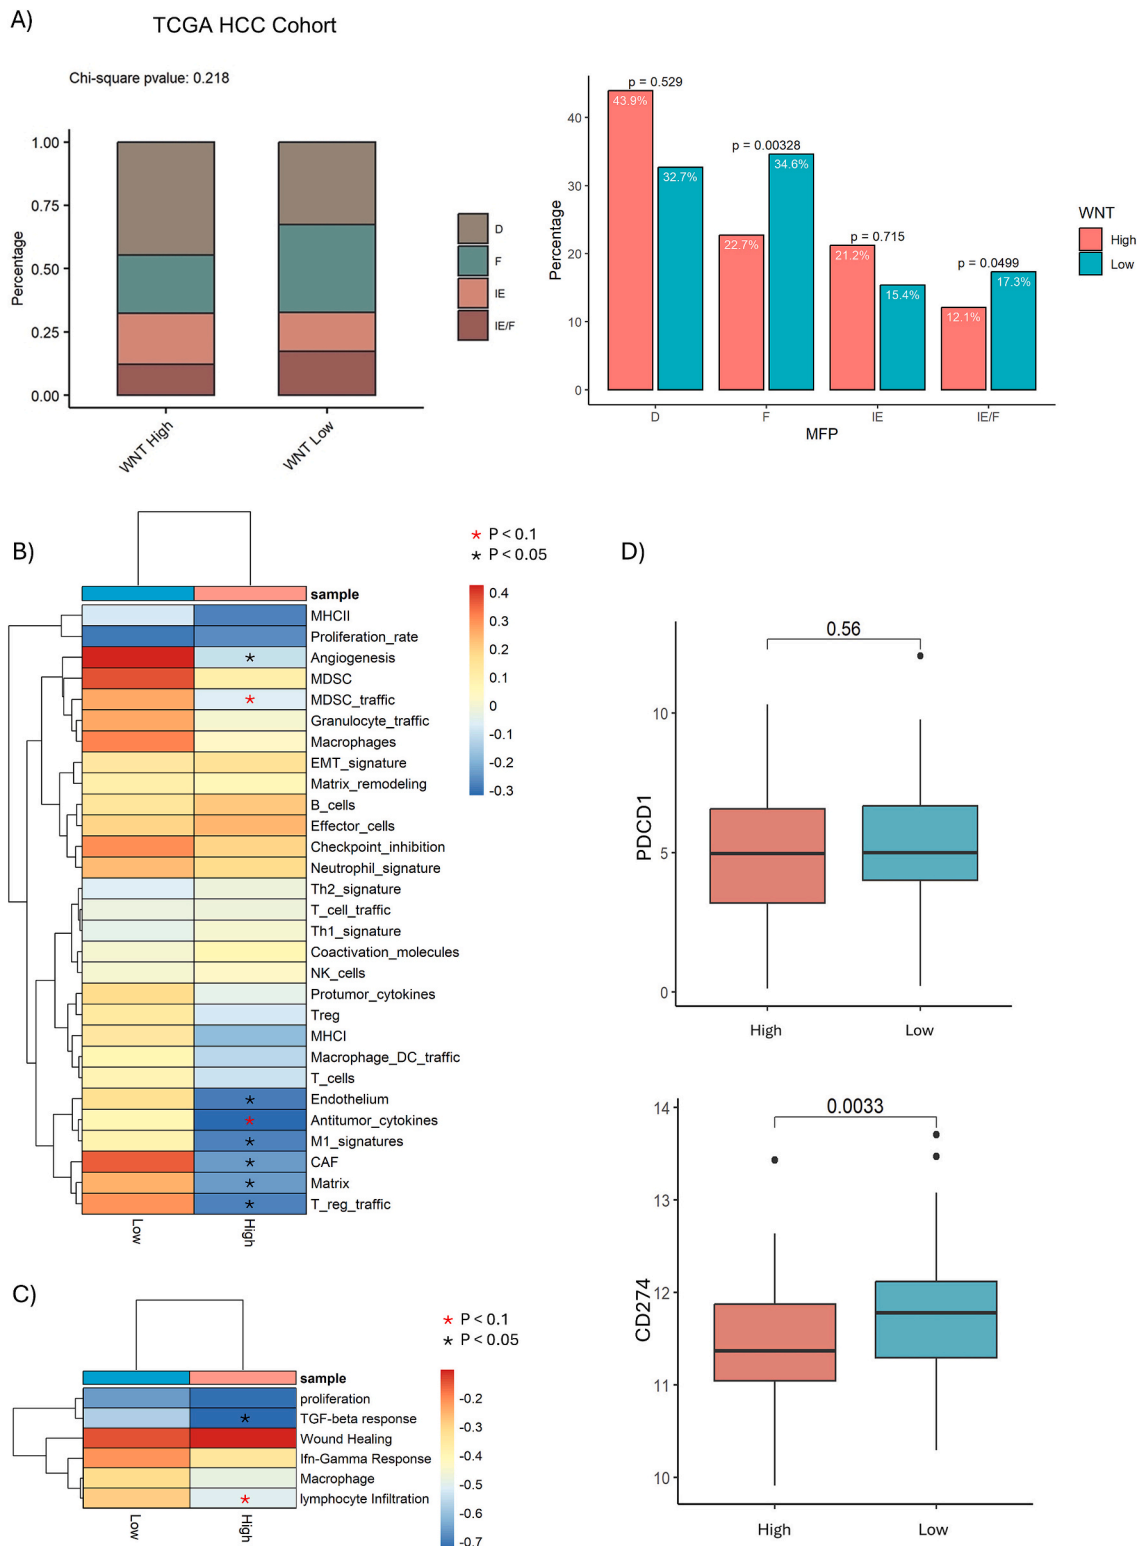 A)
TCGA HCC Cohort
Chi-square pvalue: 0.218
Percentage
1.00
0.75
0.50
0.25
0.00
WNT High
WNT Low
D
F
IE
IE/F
Percentage
40
30
20
10
0
p = 0.529
43.9%
32.7%
p = 0.00328
22.7%
34.6%
p = 0.715
21.2%
15.4%
p = 0.0499
12.1%
17.3%
D
F
IE
IE/F
MFP
WNT
High
Low
B)
* P < 0.1
* P < 0.05
sample
MHCII
Proliferation_rate
Angiogenesis
*
MDSC
MDSC_traffic
*
Granulocyte_traffic
Macrophages
EMT_signature
Matrix_remodeling
B_cells
Effector_cells
Checkpoint_inhibition
Neutrophil_signature
Th2_signature
T_cell_traffic
Th1_signature
Coactivation_molecules
NK_cells
Protumor_cytokines
Treg
MHCI
Macrophage_DC_traffic
T_cells
Endothelium
*
Antitumor_cytokines
*
M1_signatures
*
CAF
*
Matrix
*
T_reg_traffic
*
Low
High
0.4
0.3
0.2
0.1
0
-0.1
-0.2
-0.3
C)
* P < 0.1
* P < 0.05
sample
proliferation
TGF-beta response
*
Wound Healing
Ifn-Gamma Response
Macrophage
lymphocyte Infiltration
*
Low
High
-0.2
-0.3
-0.4
-0.5
-0.6
-0.7
D)
PDCD1
10
5
0
0.56
High
Low
CD274
14
13
12
11
10
0.0033
High
Low